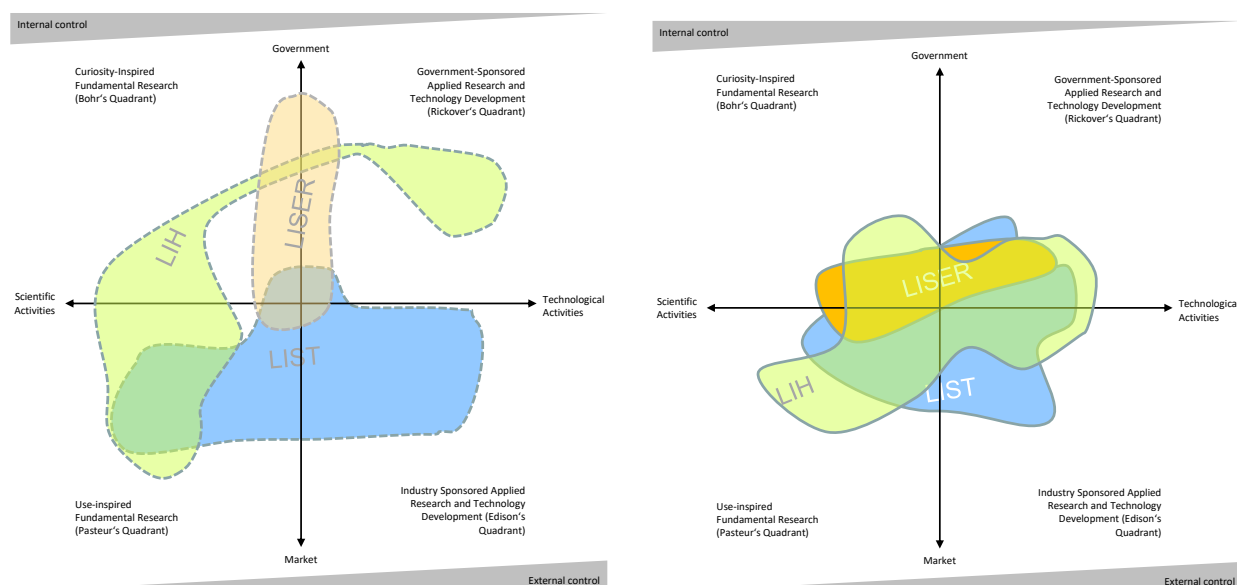 Internal control
Government
Curiosity-Inspired
Fundamental Research
(Bohr's Quadrant)
Government-Sponsored
Applied Research and
Technology Development
(Rickover's Quadrant)
LIH
LISER
Scientific
Activities
Technological
Activities
LIST
Use-inspired
Fundamental Research
(Pasteur's Quadrant)
Industry Sponsored Applied
Research and Technology
Development (Edison's
Quadrant)
Market
External control
Internal control
Government
Curiosity-Inspired
Fundamental Research
(Bohr's Quadrant)
Government-Sponsored
Applied Research and
Technology Development
(Rickover's Quadrant)
LISER
Scientific
Activities
Technological
Activities
LIH
LIST
Use-inspired
Fundamental Research
(Pasteur's Quadrant)
Industry Sponsored Applied
Research and Technology
Development (Edison's
Quadrant)
Market
External control